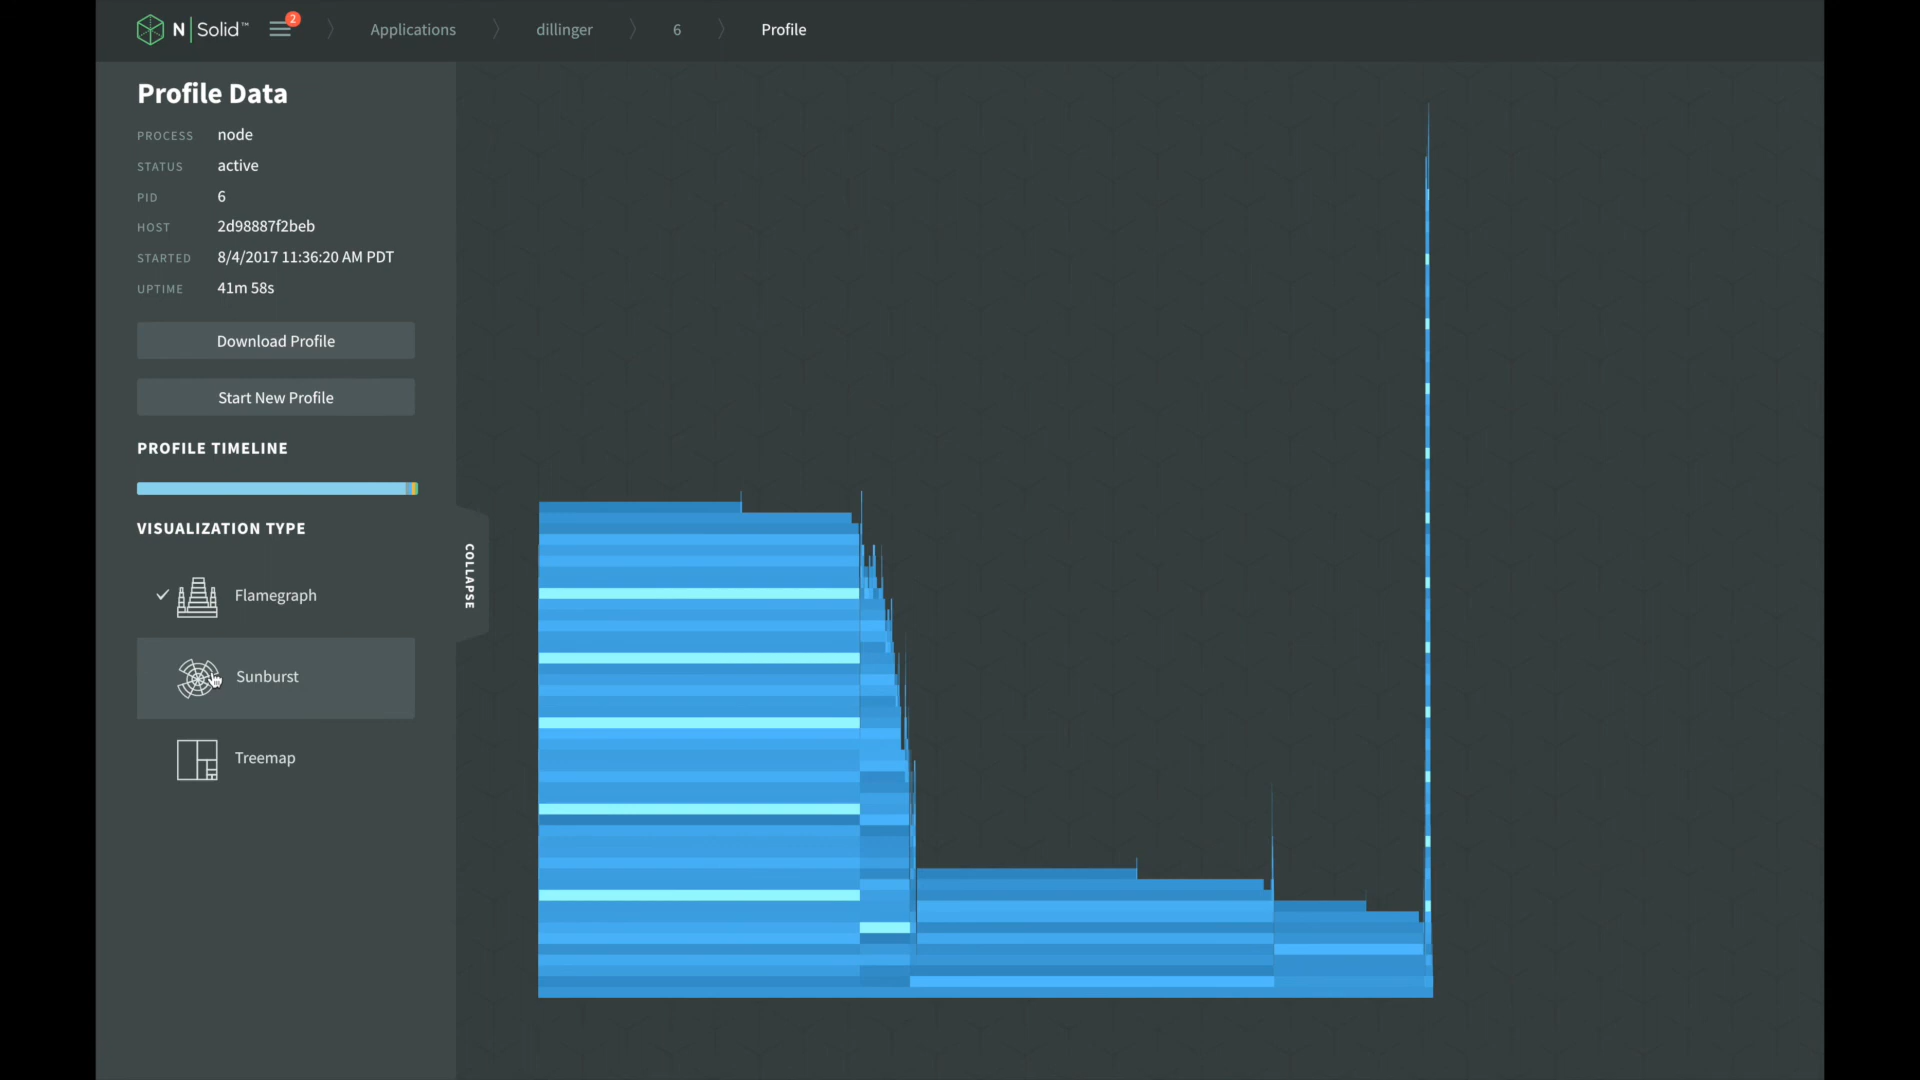 N|Solid™
2
Applications
dillinger
6
Profile
Profile Data
PROCESS node
STATUS active
PID 6
HOST 2d98887f2beb
STARTED 8/4/2017 11:36:20 AM PDT
UPTIME 41m 58s
Download Profile
Start New Profile
PROFILE TIMELINE
VISUALIZATION TYPE
COLLAPSE
Flamegraph
Sunburst
Treemap